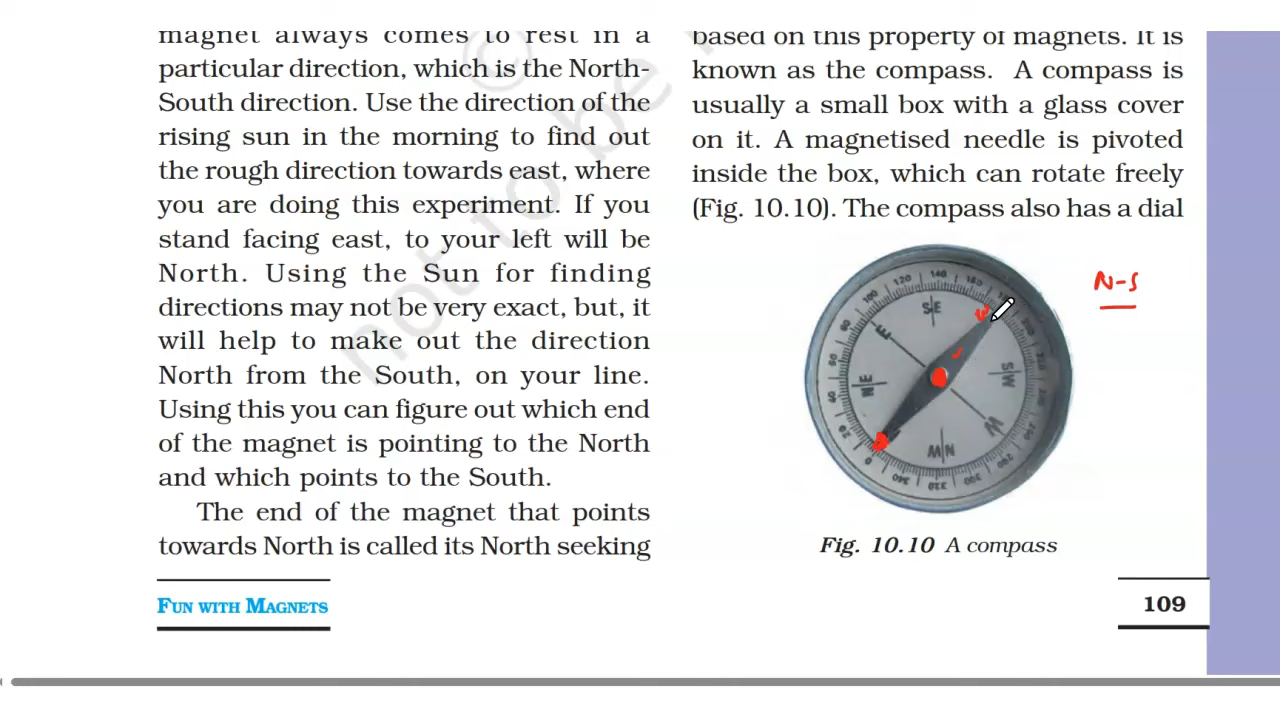 magnet always comes to rest in a
particular direction, which is the North-
South direction. Use the direction of the
rising sun in the morning to find out
the rough direction towards east, where
you are doing this experiment. If you
stand facing east, to your left will be
North. Using the Sun for finding
directions may not be very exact, but, it
will help to make out the direction
North from the South, on your line.
Using this you can figure out which end
of the magnet is pointing to the North
and which points to the South.
The end of the magnet that points
towards North is called its North seeking
FUN WITH MAGNETS
based on this property of magnets. It is
known as the compass. A compass is
usually a small box with a glass cover
on it. A magnetised needle is pivoted
inside the box, which can rotate freely
(Fig. 10.10). The compass also has a dial
N-S
SE
E
SW
NE
W
NW
Fig. 10.10 A compass
109
©
not to be